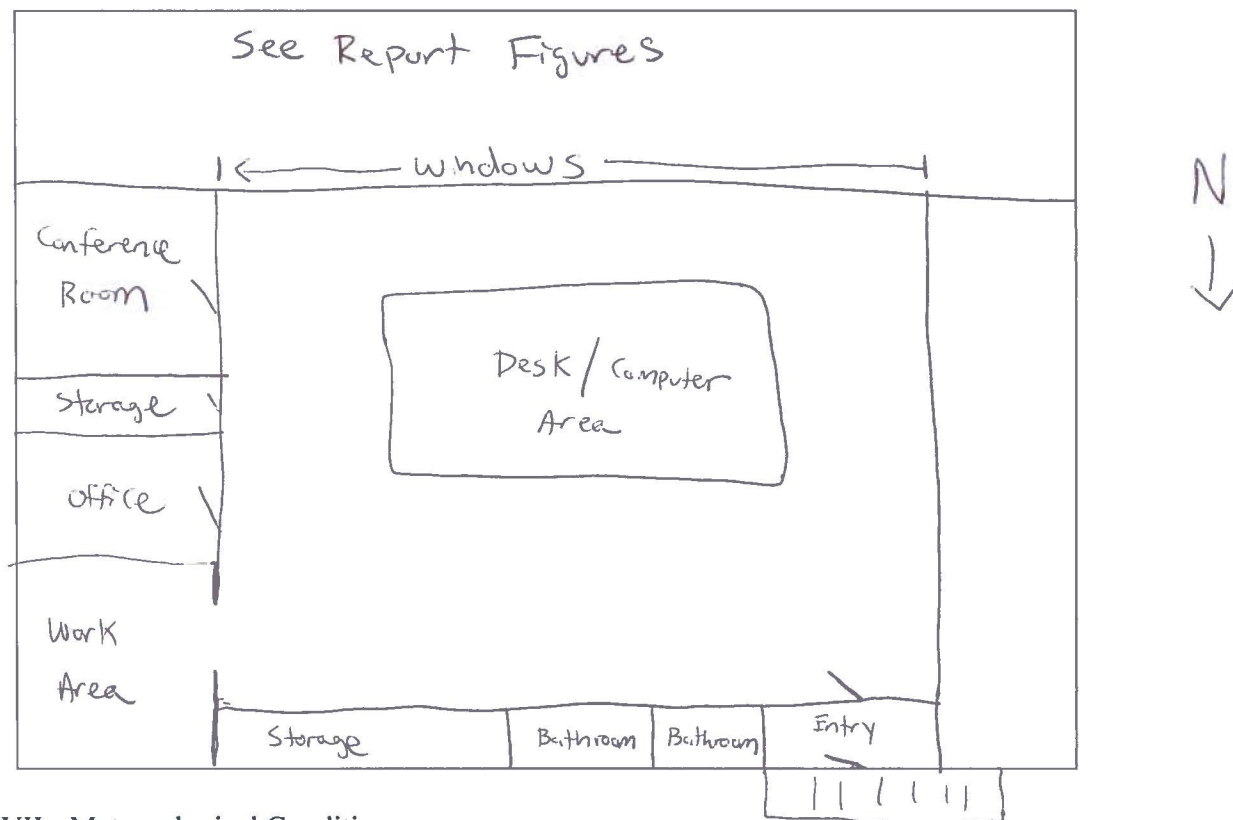 See Report Figures
Windows
N
Conference
Room
Desk / Computer
Area
Storage
Office
Work
Area
Storage
Bathroom
Bathroom
Entry